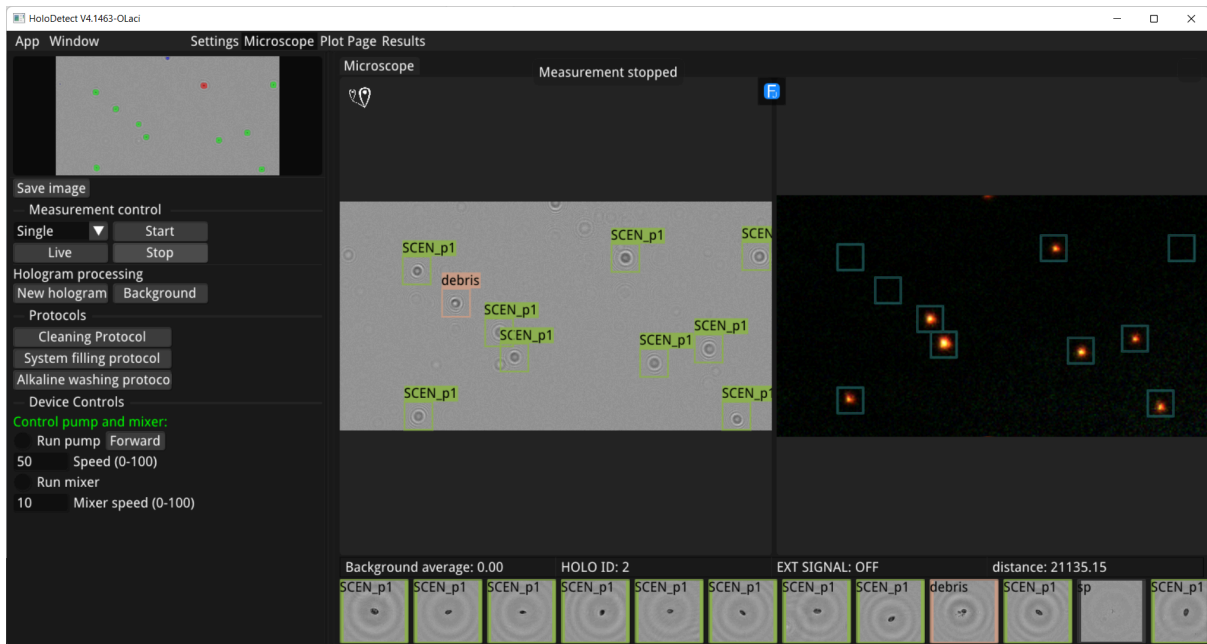 HoloDetect V4.1463-OLaci
App Window Settings Microscope Plot Page Results
Microscope
Measurement stopped
Save image
Measurement control
Single Start
Live Stop
Hologram processing
New hologram Background
Protocols
Cleaning Protocol
System filling protocol
Alkaline washing protoco
Device Controls
Control pump and mixer:
Run pump Forward
50 Speed (0-100)
Run mixer
10 Mixer speed (0-100)
SCEN_p1 SCEN
SCEN_p1
debris
SCEN_p1
SCEN_p1
SCEN_p1
SCEN_p1
SCEN_p1 SCEN_p1
Background average: 0.00 HOLO ID: 2 EXT SIGNAL: OFF distance: 21135.15
SCEN_p1 SCEN_p1 SCEN_p1 SCEN_p1 SCEN_p1 SCEN_p1 SCEN_p1 SCEN_p1 debris SCEN_p1 sp SCEN_p1